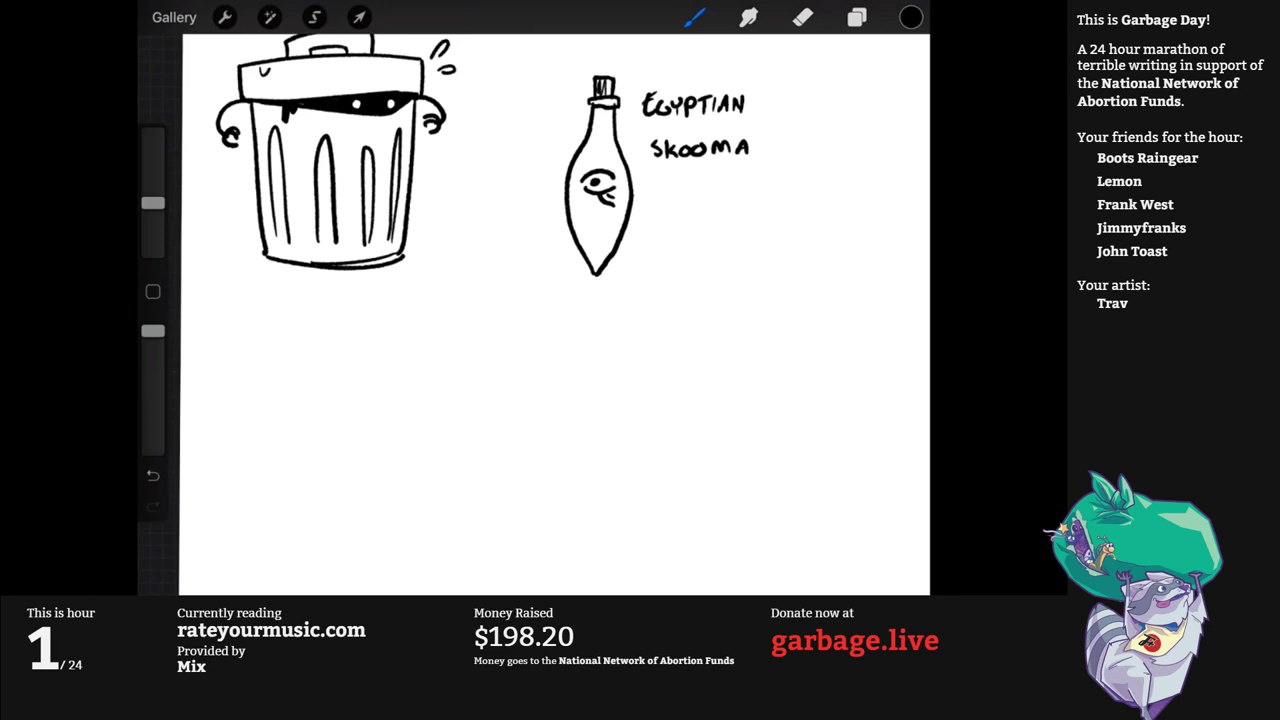 Gallery
EGYPTIAN
SKOOMA
This is Garbage Day!
A 24 hour marathon of
terrible writing in support of
the National Network of
Abortion Funds.
Your friends for the hour:
Boots Raingear
Lemon
Frank West
Jimmyfranks
John Toast
Your artist:
Trav
This is hour
1 / 24
Currently reading
rateyourmusic.com
Provided by
Mix
Money Raised
$198.20
Money goes to the National Network of Abortion Funds
Donate now at
garbage.live